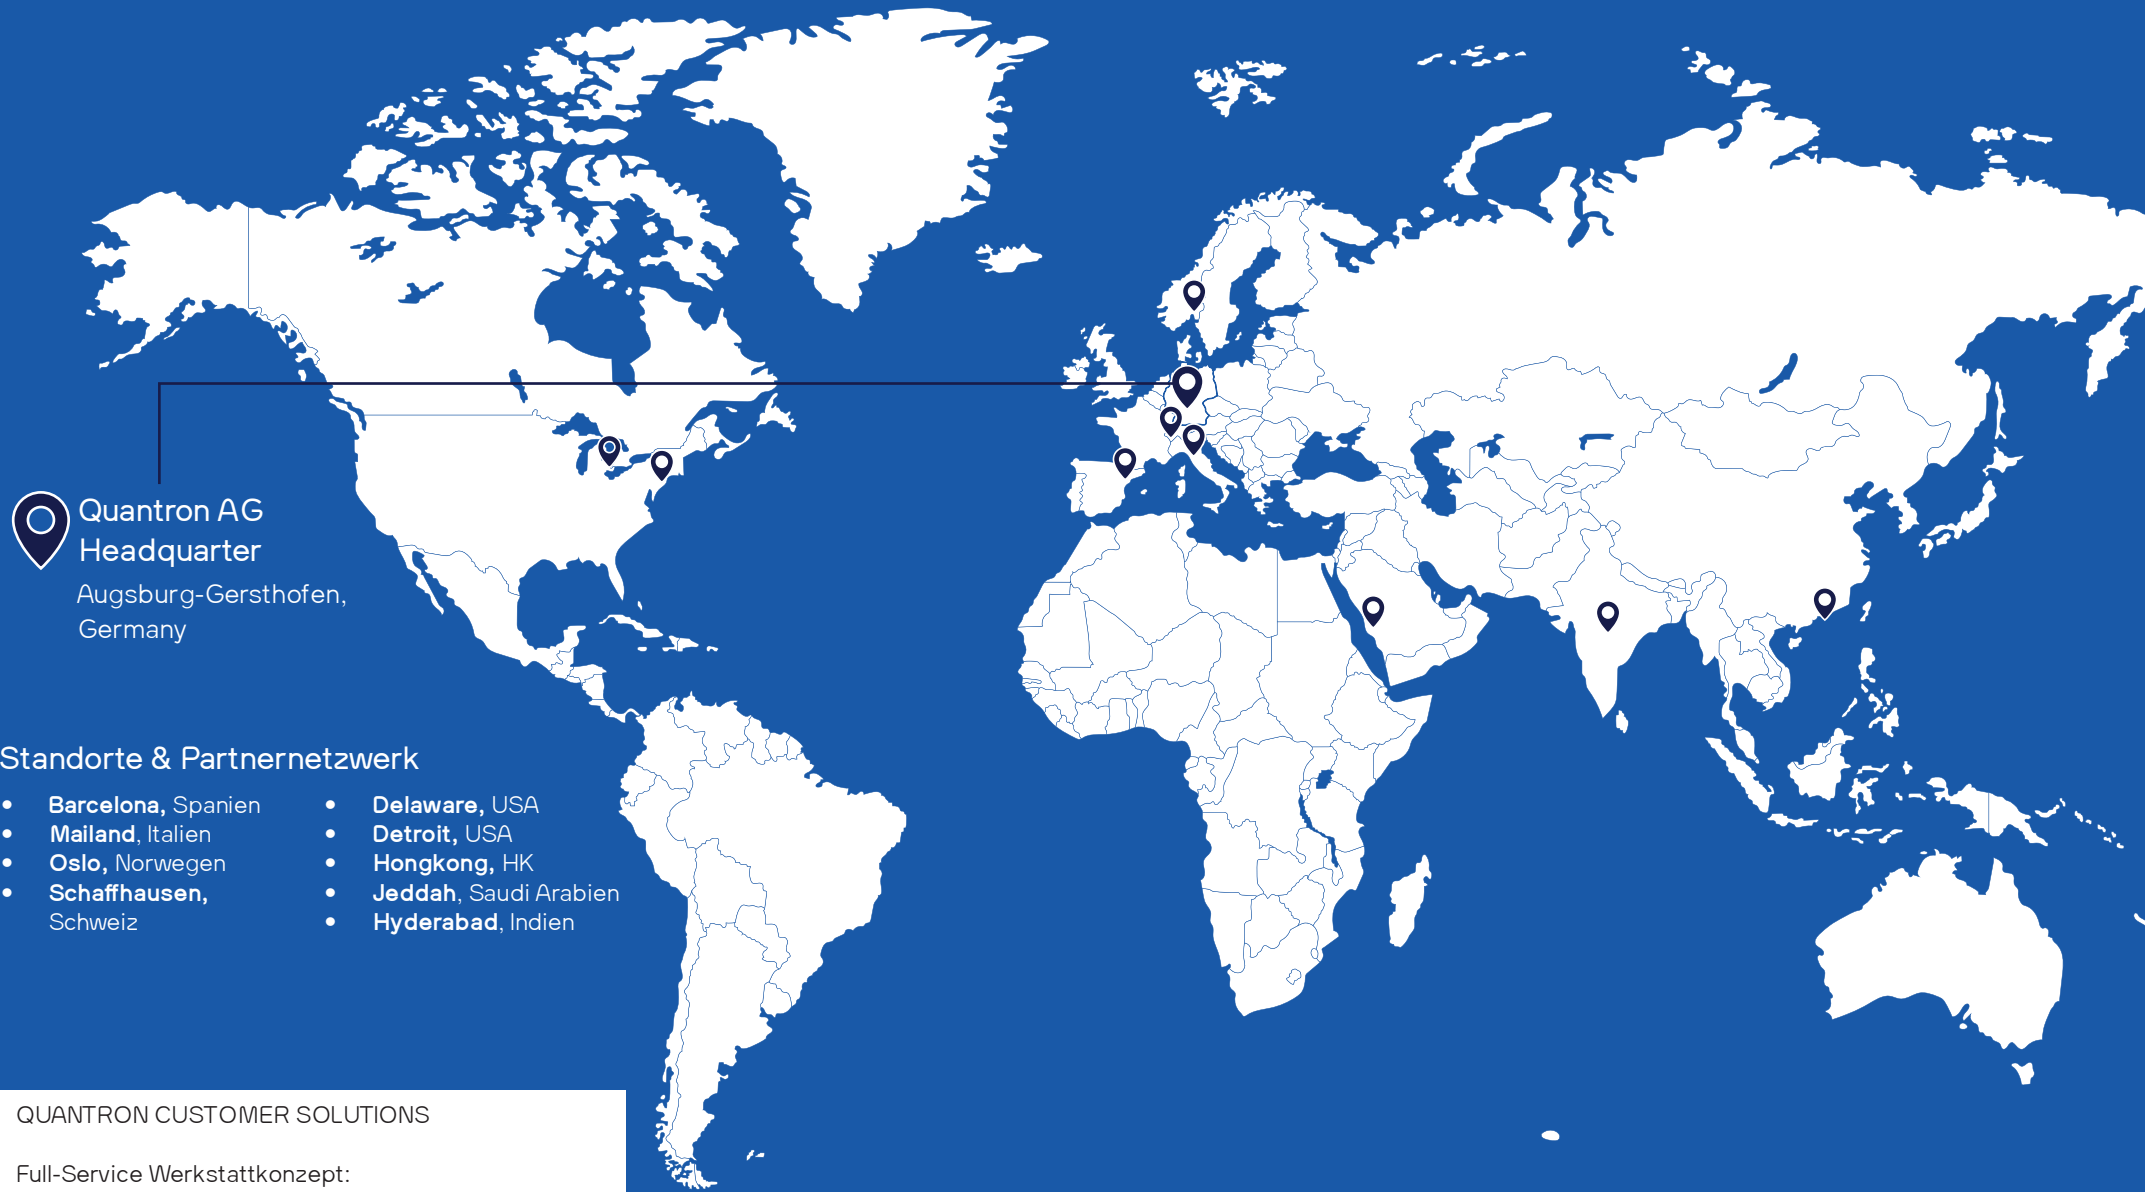 Quantron AG
Headquarter
Augsburg-Gersthofen,
Germany
Standorte & Partnernetzwerk
• Barcelona, Spanien
• Mailand, Italien
• Oslo, Norwegen
• Schaffhausen,
Schweiz
• Delaware, USA
• Detroit, USA
• Hongkong, HK
• Jeddah, Saudi Arabien
• Hyderabad, Indien
QUANTRON CUSTOMER SOLUTIONS
Full-Service Werkstattkonzept: